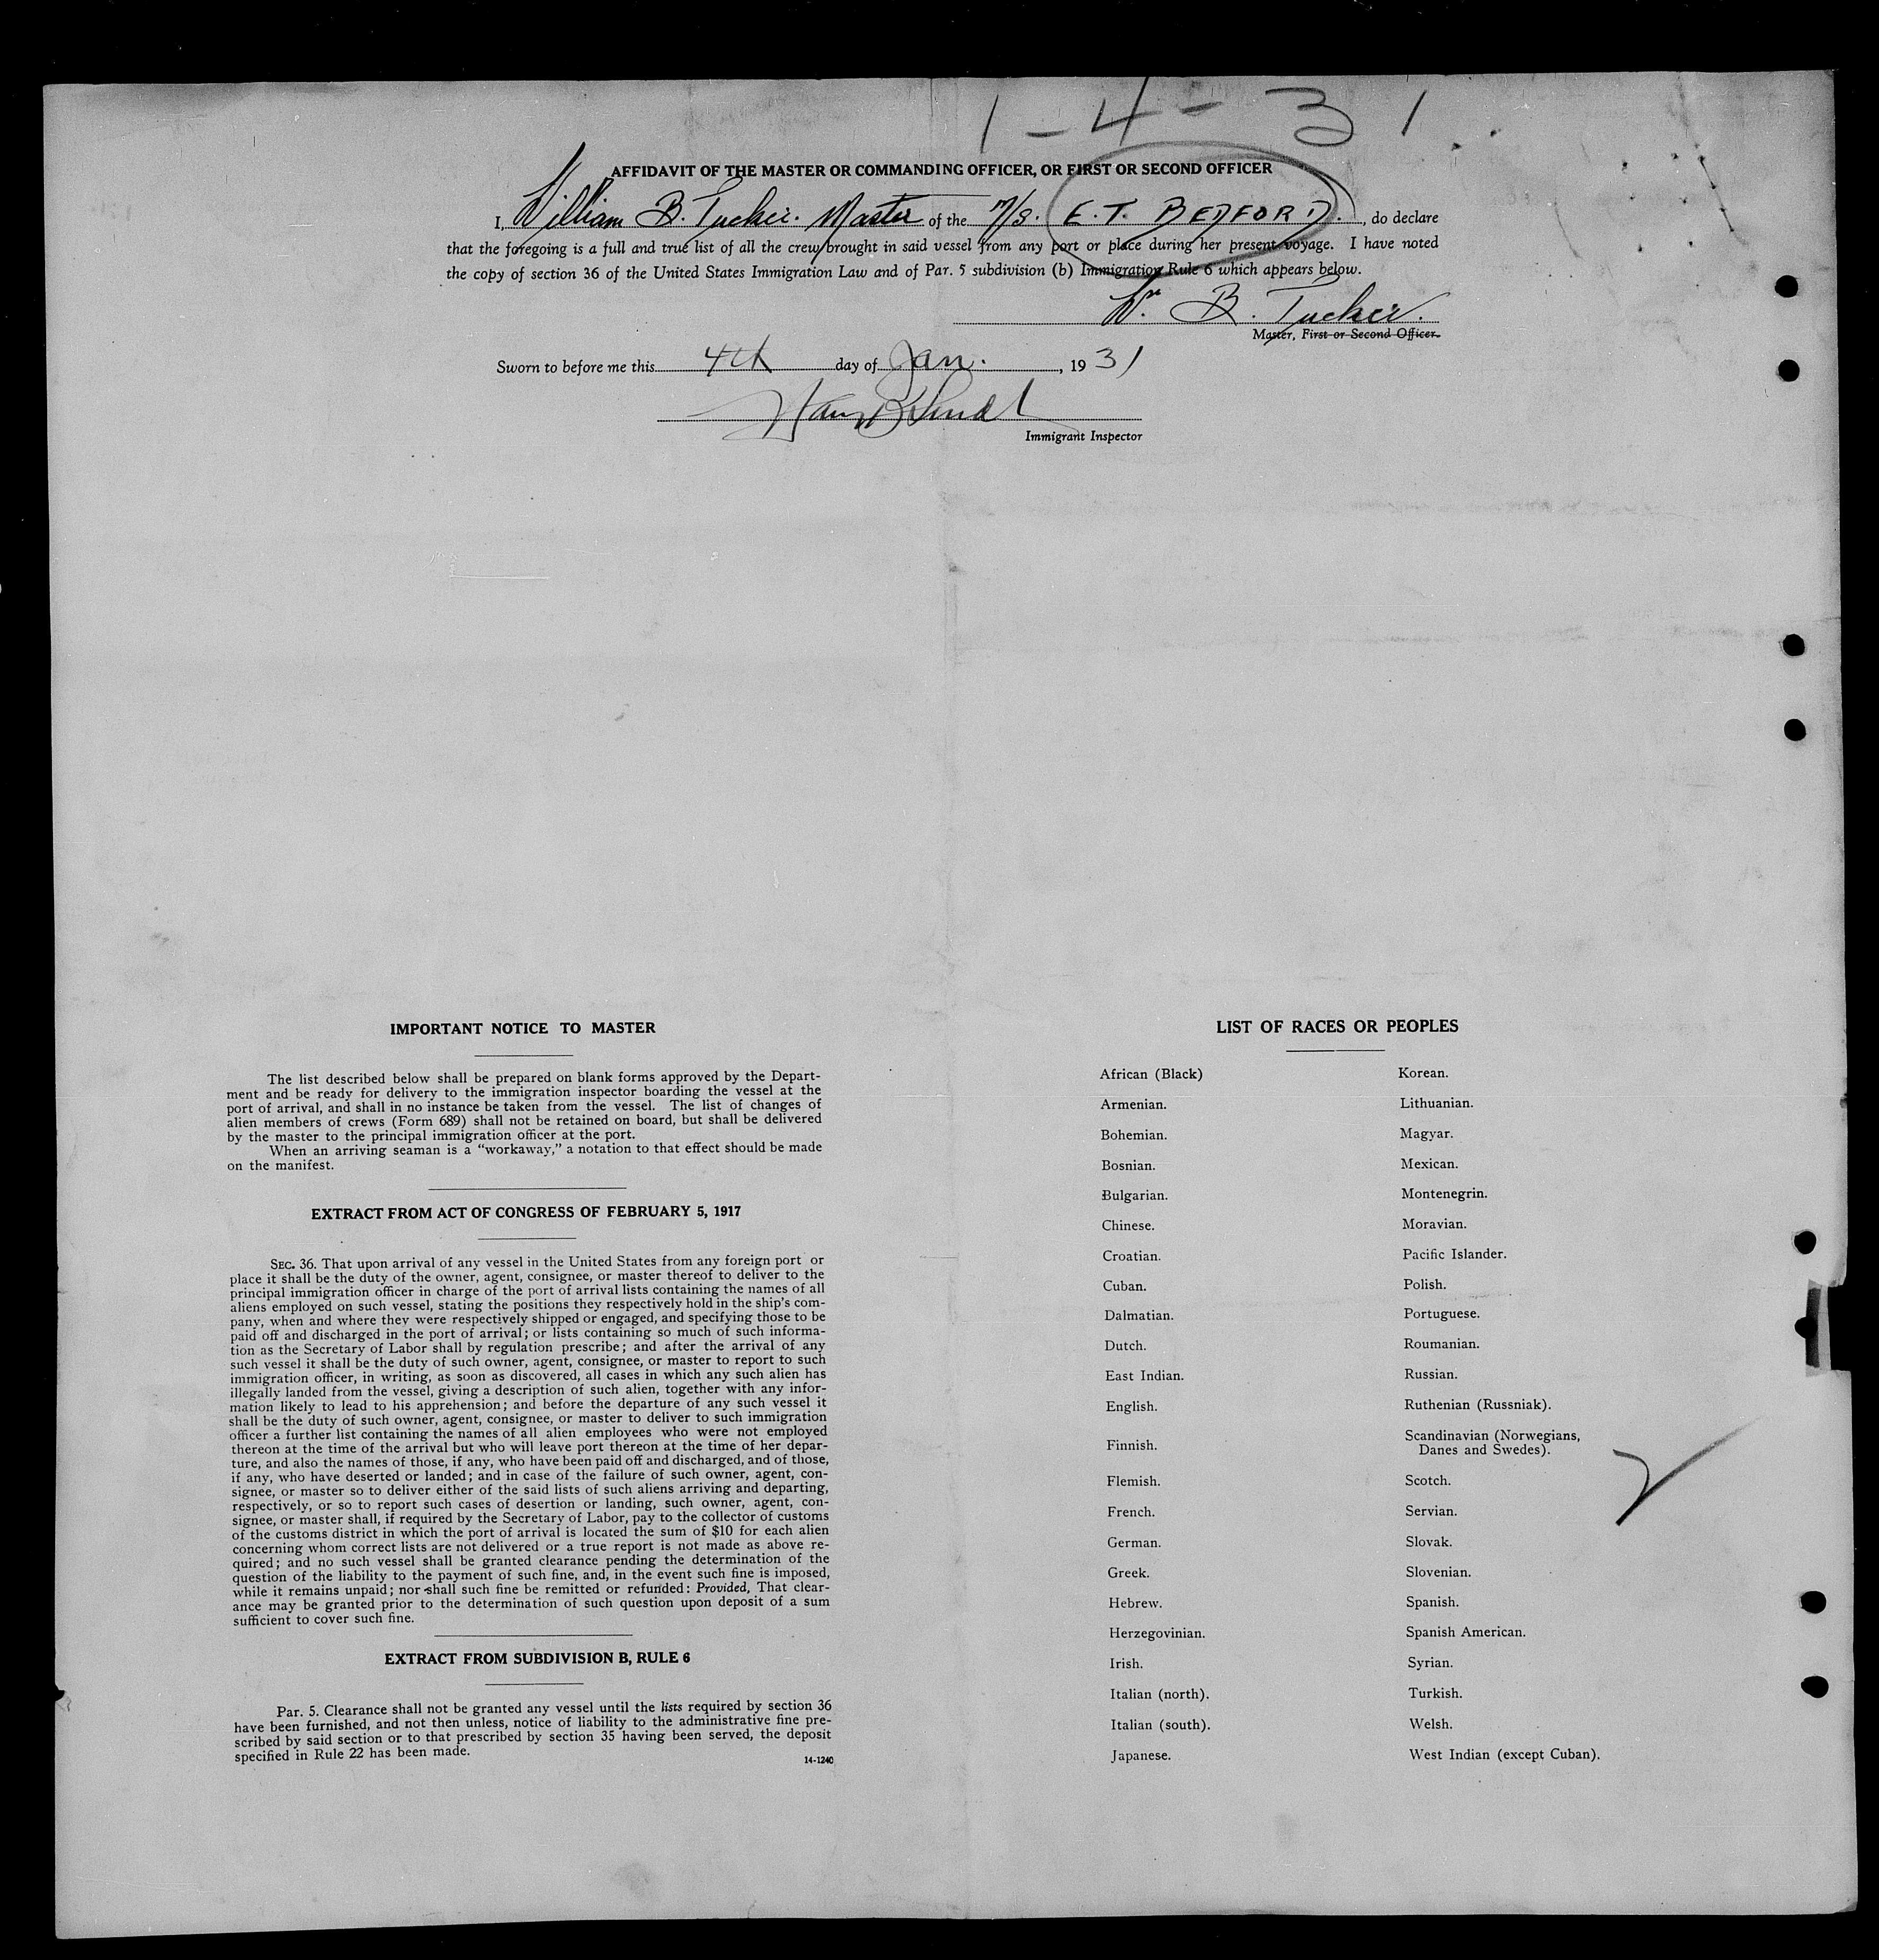 1-4-31
AFFIDAVIT OF THE MASTER OR COMMANDING OFFICER, OR FIRST OR SECOND OFFICER
I, William B. Tucker. Master of the M/S. E. T. BEDFORD., do declare
that the foregoing is a full and true list of all the crew brought in said vessel from any port or place during her present voyage. I have noted
the copy of section 36 of the United States Immigration Law and of Par. 5 subdivision (b) Immigration Rule 6 which appears below.
Wm B. Tucker.
Master, First or Second Officer.
Sworn to before me this 4th day of Jan., 1931
Immigrant Inspector
IMPORTANT NOTICE TO MASTER
The list described below shall be prepared on blank forms approved by the Depart-
ment and be ready for delivery to the immigration inspector boarding the vessel at the
port of arrival, and shall in no instance be taken from the vessel. The list of changes of
alien members of crews (Form 689) shall not be retained on board, but shall be delivered
by the master to the principal immigration officer at the port.
When an arriving seaman is a “workaway,” a notation to that effect should be made
on the manifest.
EXTRACT FROM ACT OF CONGRESS OF FEBRUARY 5, 1917
SEC. 36. That upon arrival of any vessel in the United States from any foreign port or
place it shall be the duty of the owner, agent, consignee, or master thereof to deliver to the
principal immigration officer in charge of the port of arrival lists containing the names of all
aliens employed on such vessel, stating the positions they respectively hold in the ship's com-
pany, when and where they were respectively shipped or engaged, and specifying those to be
paid off and discharged in the port of arrival; or lists containing so much of such informa-
tion as the Secretary of Labor shall by regulation prescribe; and after the arrival of any
such vessel it shall be the duty of such owner, agent, consignee, or master to report to such
immigration officer, in writing, as soon as discovered, all cases in which any such alien has
illegally landed from the vessel, giving a description of such alien, together with any infor-
mation likely to lead to his apprehension; and before the departure of any such vessel it
shall be the duty of such owner, agent, consignee, or master to deliver to such immigration
officer a further list containing the names of all alien employees who were not employed
thereon at the time of the arrival but who will leave port thereon at the time of her depar-
ture, and also the names of those, if any, who have been paid off and discharged, and of those,
if any, who have deserted or landed; and in case of the failure of such owner, agent, con-
signee, or master so to deliver either of the said lists of such aliens arriving and departing,
respectively, or so to report such cases of desertion or landing, such owner, agent, con-
signee, or master shall, if required by the Secretary of Labor, pay to the collector of customs
of the customs district in which the port of arrival is located the sum of $10 for each alien
concerning whom correct lists are not delivered or a true report is not made as above re-
quired; and no such vessel shall be granted clearance pending the determination of the
question of the liability to the payment of such fine, and, in the event such fine is imposed,
while it remains unpaid; nor shall such fine be remitted or refunded: Provided, That clear-
ance may be granted prior to the determination of such question upon deposit of a sum
sufficient to cover such fine.
EXTRACT FROM SUBDIVISION B, RULE 6
Par. 5. Clearance shall not be granted any vessel until the lists required by section 36
have been furnished, and not then unless, notice of liability to the administrative fine pre-
scribed by said section or to that prescribed by section 35 having been served, the deposit
specified in Rule 22 has been made.
14-1240
LIST OF RACES OR PEOPLES
African (Black)
Armenian.
Bohemian.
Bosnian.
Bulgarian.
Chinese.
Croatian.
Cuban.
Dalmatian.
Dutch.
East Indian.
English.
Finnish.
Flemish.
French.
German.
Greek.
Hebrew.
Herzegovinian.
Irish.
Italian (north).
Italian (south).
Japanese.
Korean.
Lithuanian.
Magyar.
Mexican.
Montenegrin.
Moravian.
Pacific Islander.
Polish.
Portuguese.
Roumanian.
Russian.
Ruthenian (Russniak).
Scandinavian (Norwegians,
Danes and Swedes).
Scotch.
Servian.
Slovak.
Slovenian.
Spanish.
Spanish American.
Syrian.
Turkish.
Welsh.
West Indian (except Cuban).